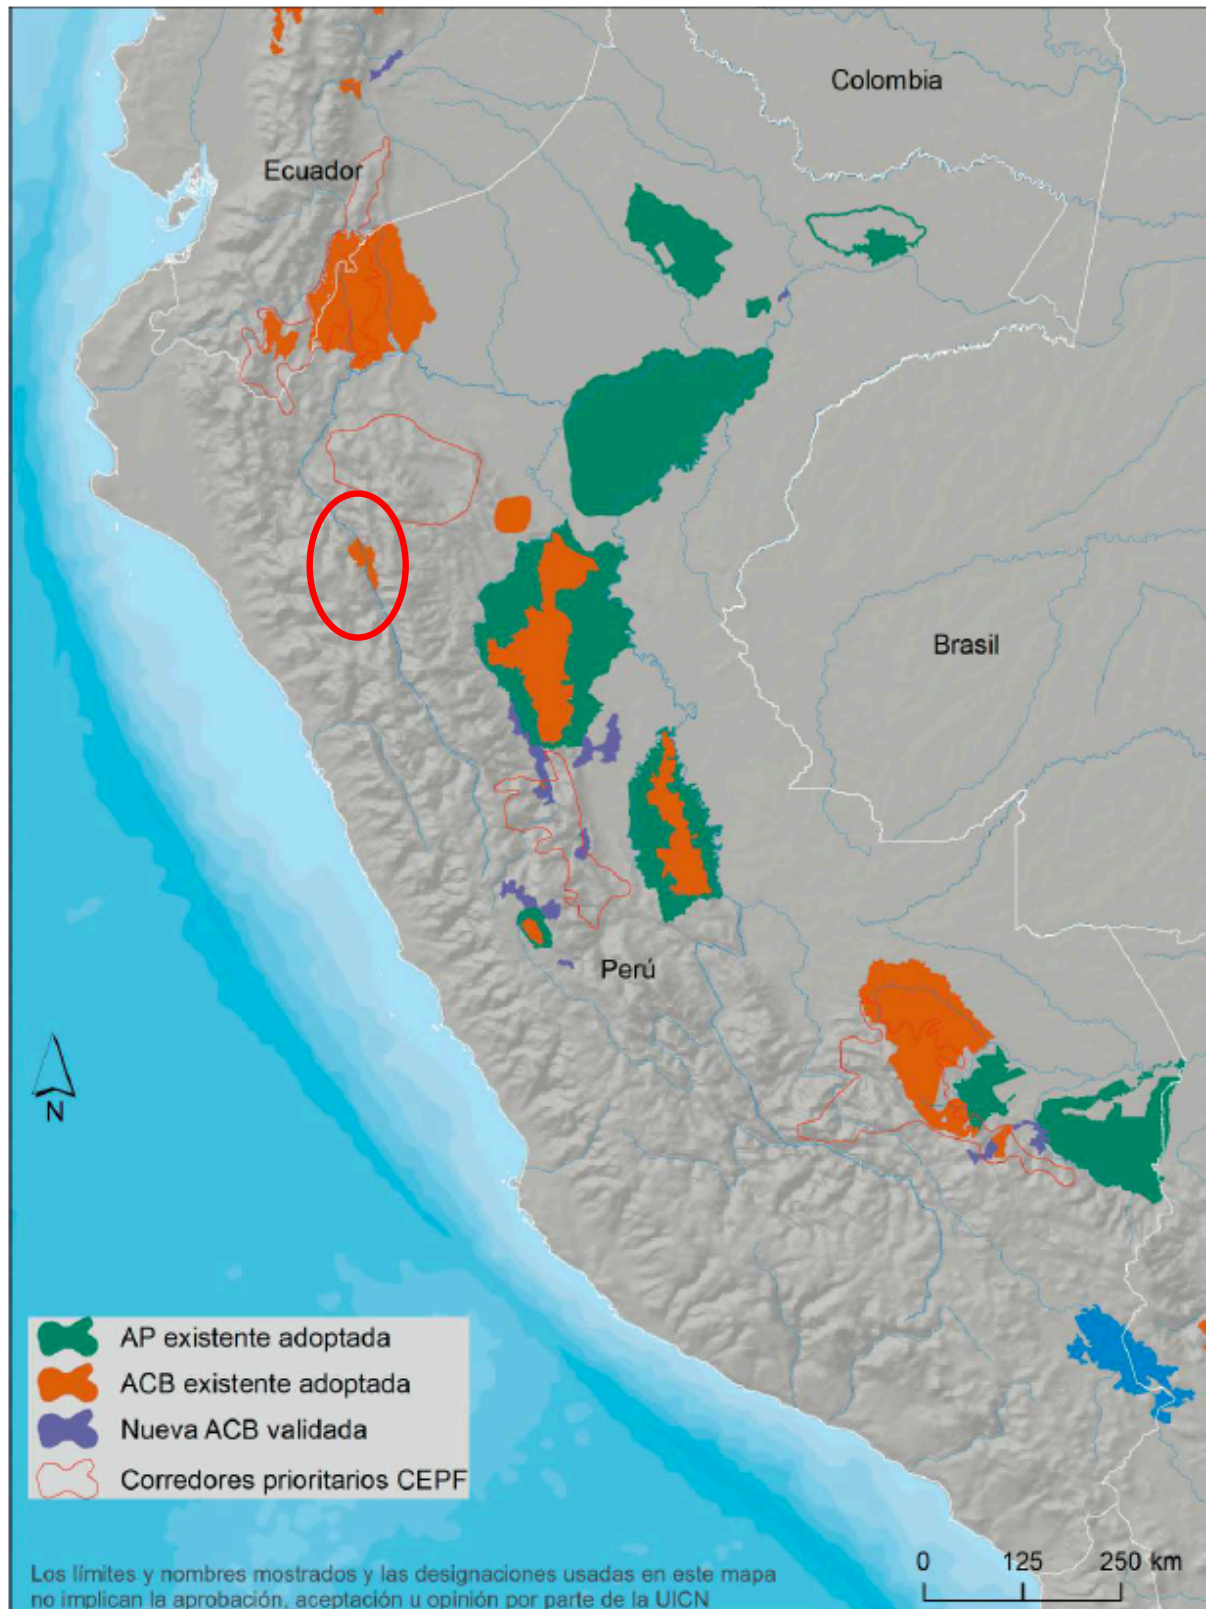 Colombia
Ecuador
Brasil
Perú
N
AP existente adoptada
ACB existente adoptada
Nueva ACB validada
Corredores prioritarios CEPF
0 125 250 km
Los límites y nombres mostrados y las designaciones usadas en este mapa
no implican la aprobación, aceptación u opinión por parte de la UICN